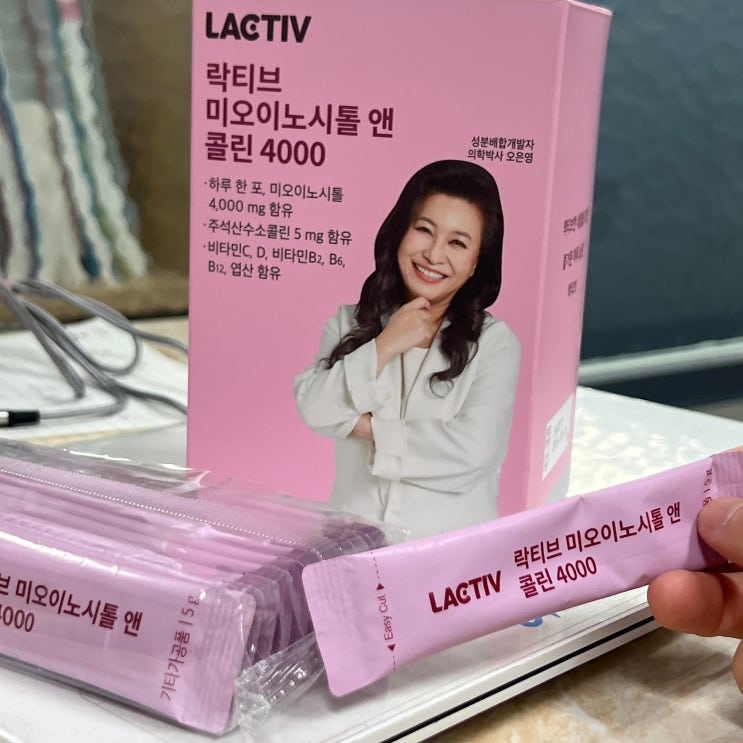 LACTIV
락티브
미오이노시톨 앤
콜린 4000
성분배합개발자
의학박사 오은영
·하루 한 포, 미오이노시톨
4,000 mg 함유
·주석산수소콜린 5 mg 함유
·비타민C, D, 비타민B2, B6,
B12, 엽산 함유
미오이노시톨 앤
4000
기타가공품 | 5 g
Easy Cut
LACTIV
락티브 미오이노시톨 앤
콜린 4000
| 5 g